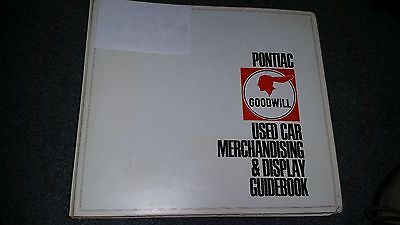 PONTIAC
GOODWILL
USED CAR
MERCHANDISING
& DISPLAY
GUIDEBOOK